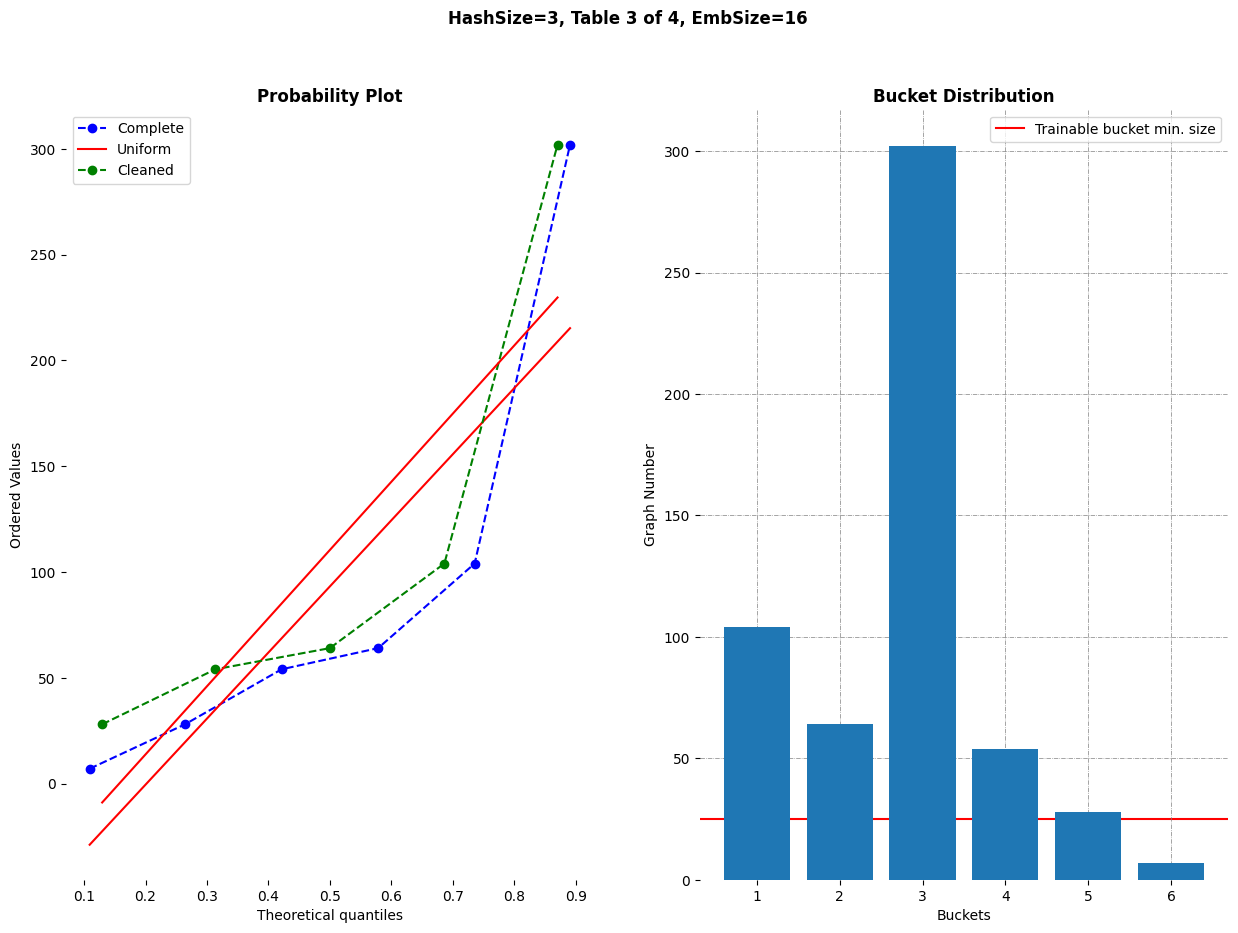 HashSize=3, Table 3 of 4, EmbSize=16
Probability Plot
Complete
Uniform
Cleaned
300
250
200
150
100
50
0
Ordered Values
0.1 0.2 0.3 0.4 0.5 0.6 0.7 0.8 0.9
Theoretical quantiles
Bucket Distribution
Trainable bucket min. size
300
250
200
150
100
50
0
Graph Number
1 2 3 4 5 6
Buckets